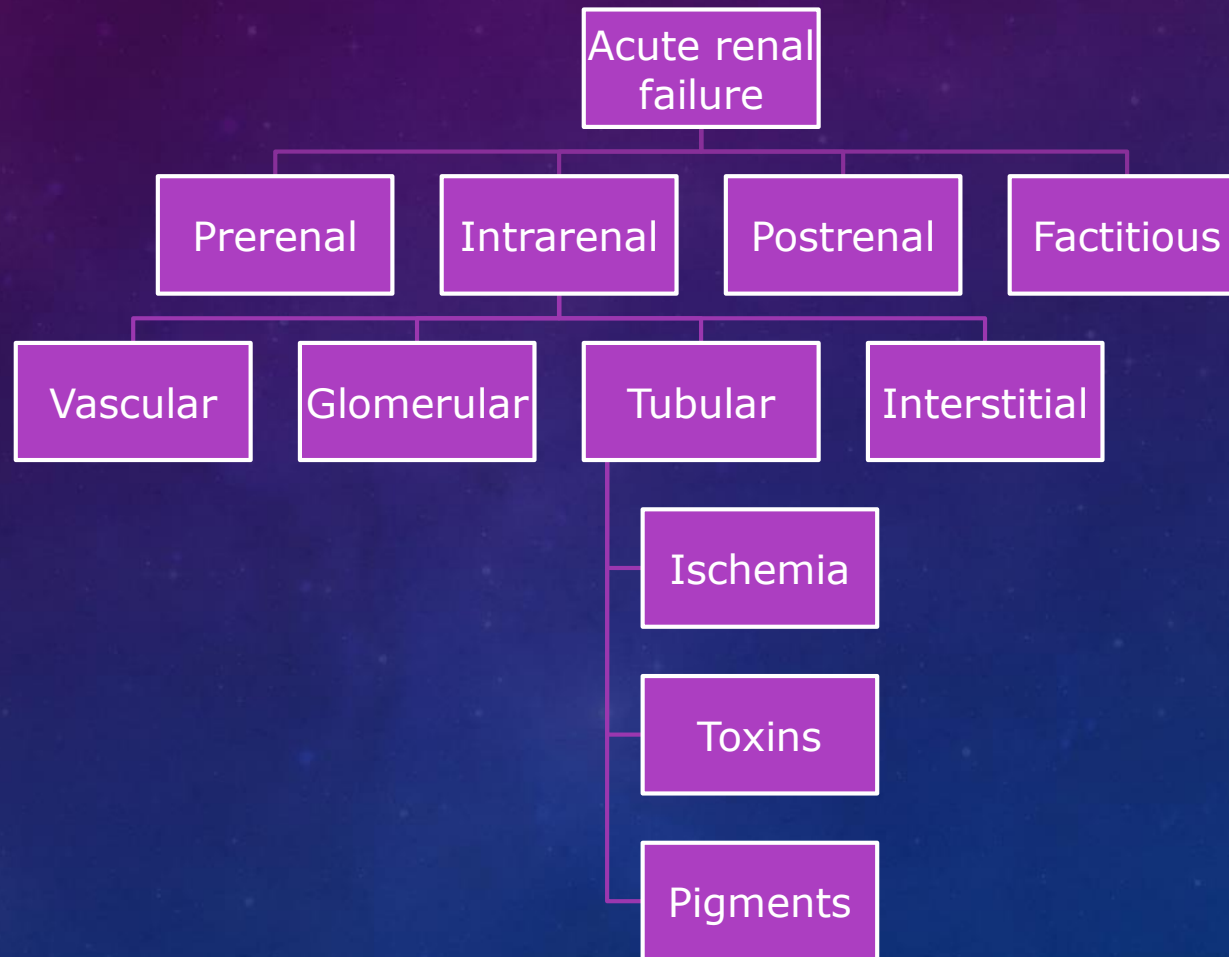 Acute renal
failure
Prerenal
Intrarenal
Postrenal
Factitious
Vascular
Glomerular
Tubular
Interstitial
Ischemia
Toxins
Pigments